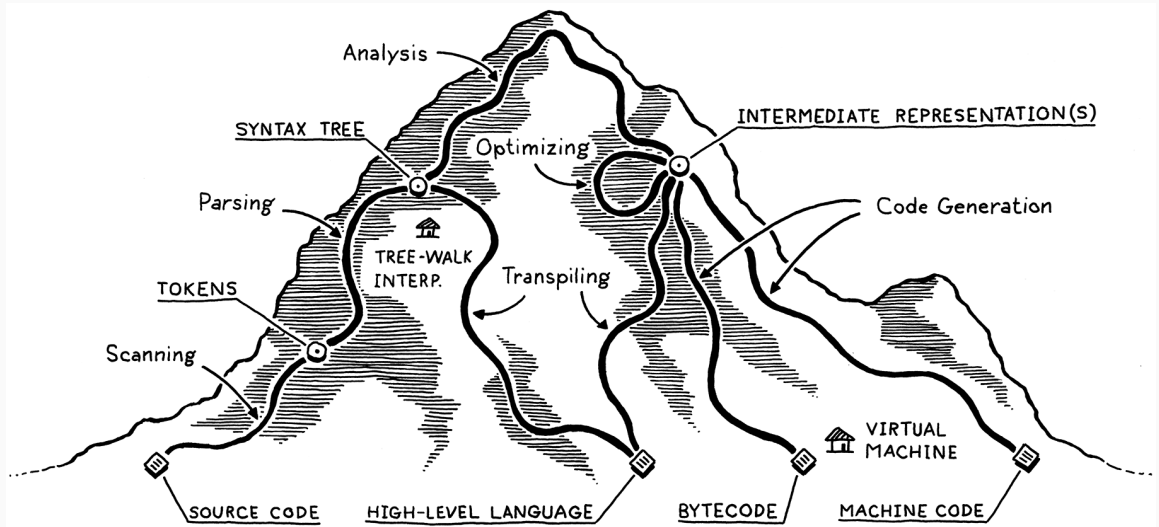 Analysis
INTERMEDIATE REPRESENTATION(S)
SYNTAX TREE
Optimizing
Parsing
Code Generation
TREE-WALK
INTERP.
Transpiling
TOKENS
Scanning
VIRTUAL
MACHINE
SOURCE CODE
HIGH-LEVEL LANGUAGE
BYTECODE
MACHINE CODE